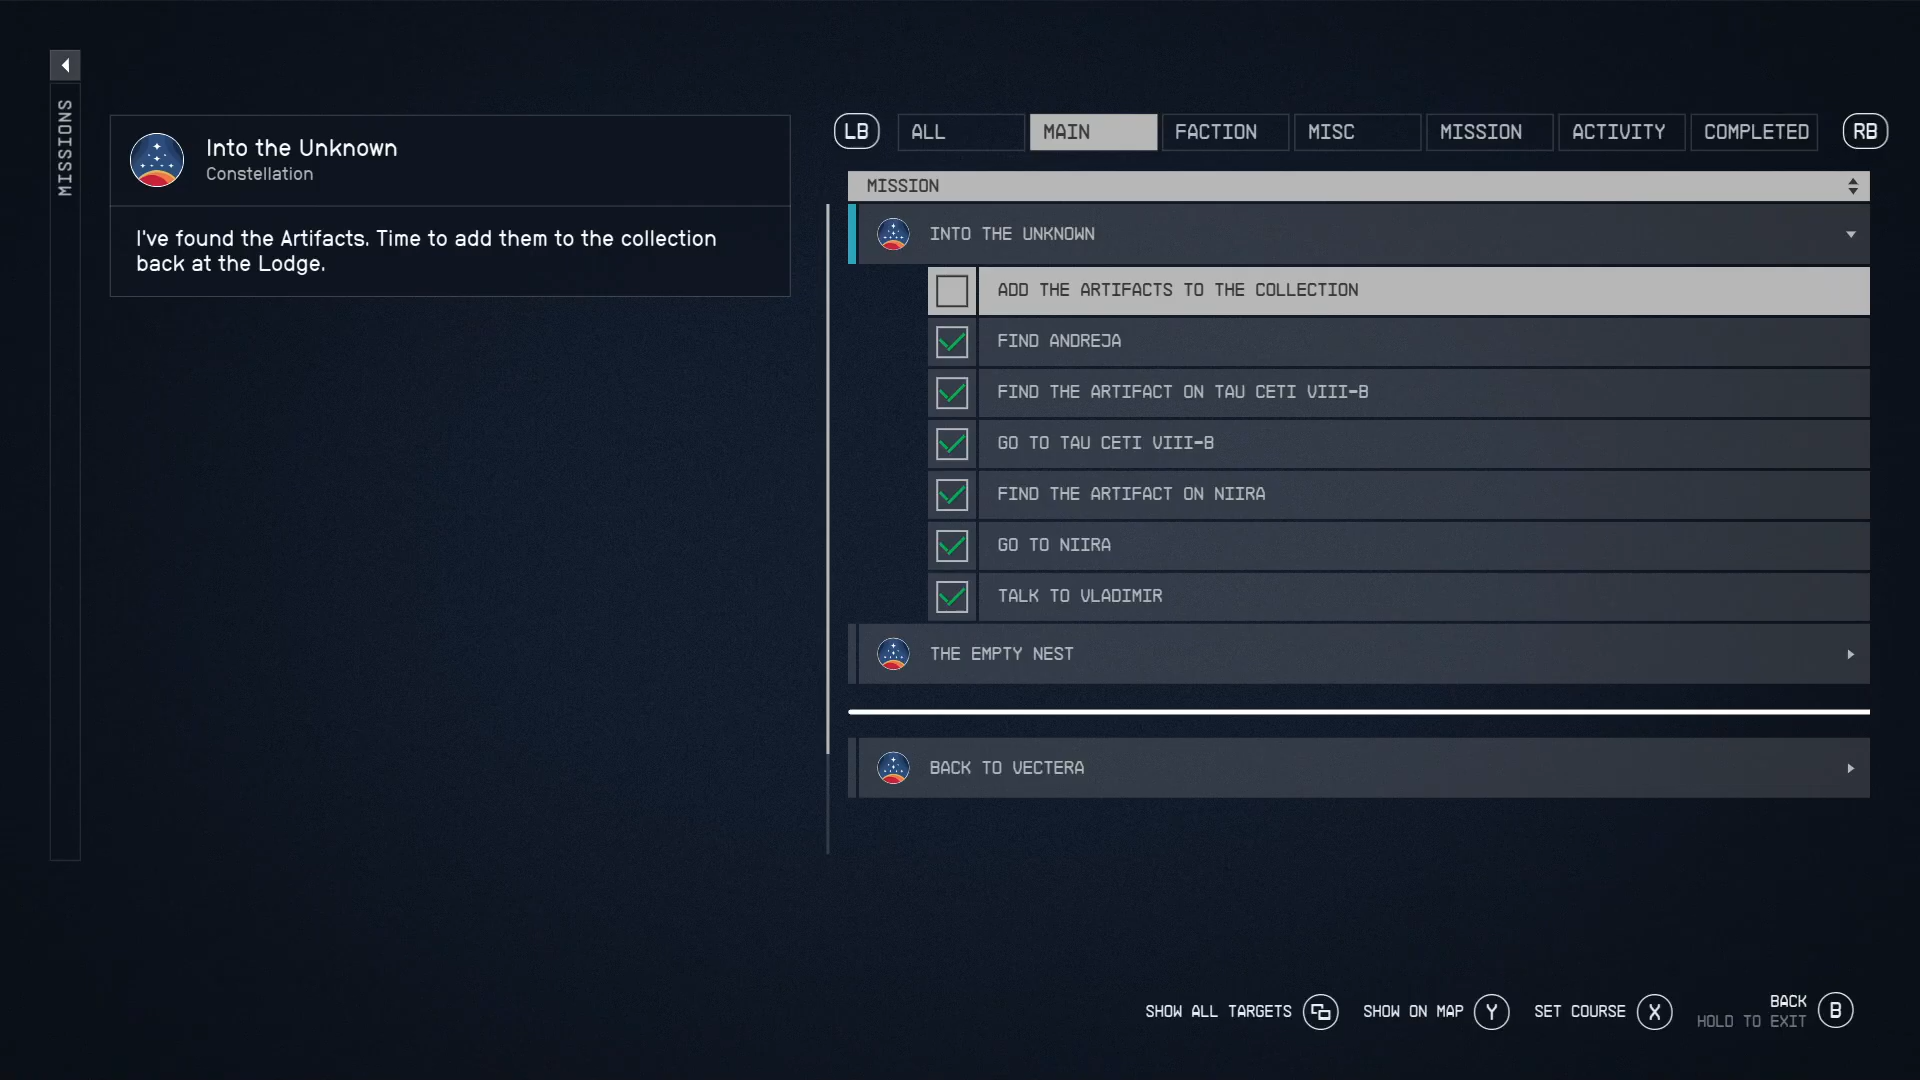 MISSIONS
Into the Unknown
Constellation
I've found the Artifacts. Time to add them to the collection
back at the Lodge.
LB ALL MAIN FACTION MISC MISSION ACTIVITY COMPLETED RB
MISSION
INTO THE UNKNOWN
ADD THE ARTIFACTS TO THE COLLECTION
FIND ANDREJA
FIND THE ARTIFACT ON TAU CETI VIII-B
GO TO TAU CETI VIII-B
FIND THE ARTIFACT ON NIIRA
GO TO NIIRA
TALK TO VLADIMIR
THE EMPTY NEST
BACK TO VECTERA
SHOW ALL TARGETS SHOW ON MAP Y SET COURSE X BACK B
HOLD TO EXIT